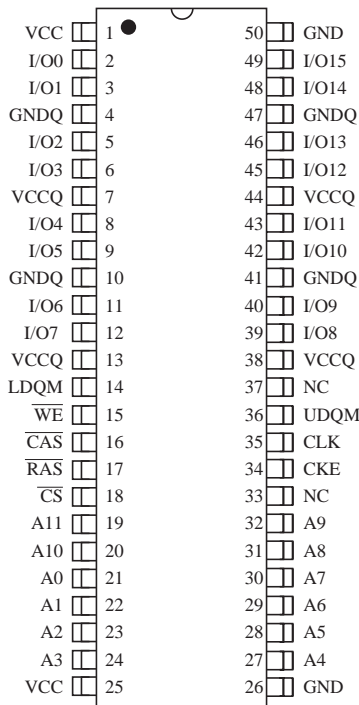 VCC 1 50 GND
I/O0 2 49 I/O15
I/O1 3 48 I/O14
GNDQ 4 47 GNDQ
I/O2 5 46 I/O13
I/O3 6 45 I/O12
VCCQ 7 44 VCCQ
I/O4 8 43 I/O11
I/O5 9 42 I/O10
GNDQ 10 41 GNDQ
I/O6 11 40 I/O9
I/O7 12 39 I/O8
VCCQ 13 38 VCCQ
LDQM 14 37 NC
W̅E̅ 15 36 UDQM
C̅A̅S̅ 16 35 CLK
R̅A̅S̅ 17 34 CKE
C̅S̅ 18 33 NC
A11 19 32 A9
A10 20 31 A8
A0 21 30 A7
A1 22 29 A6
A2 23 28 A5
A3 24 27 A4
VCC 25 26 GND